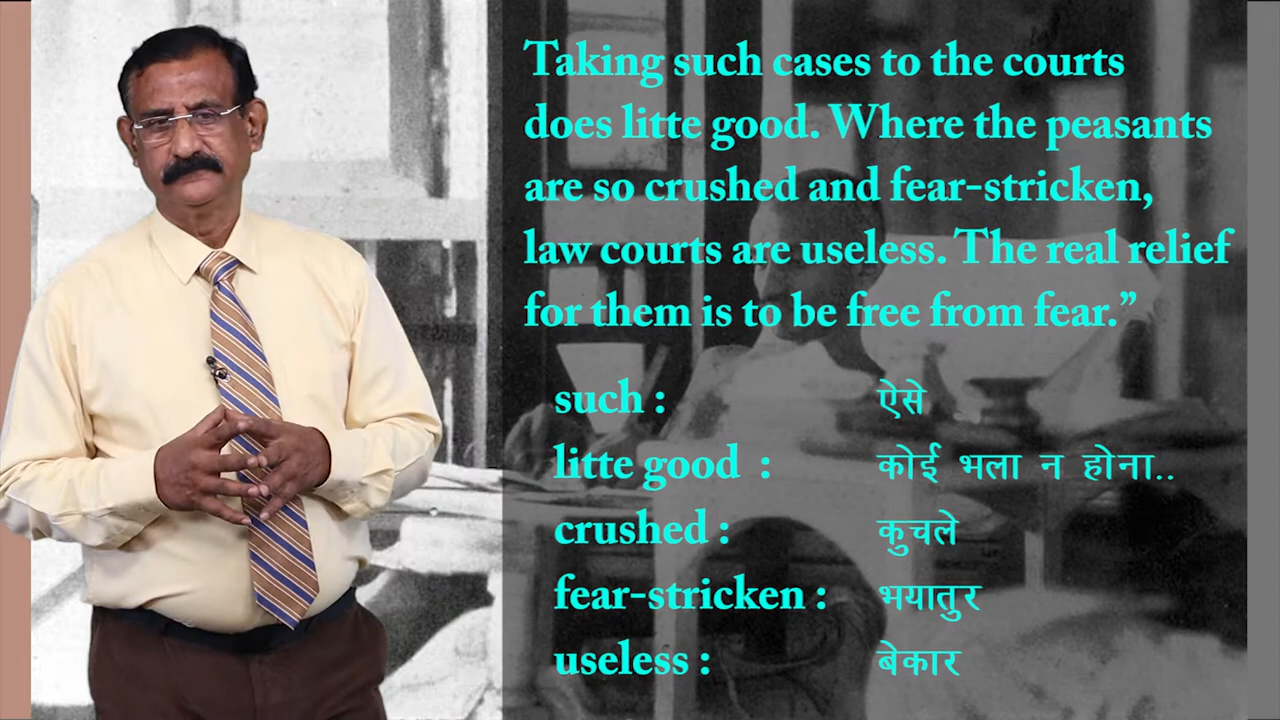 Taking such cases to the courts
does litte good. Where the peasants
are so crushed and fear-stricken,
law courts are useless. The real relief
for them is to be free from fear.”
such : ऐसे
litte good : कोई भला न होना..
crushed : कुचले
fear-stricken : भयातुर
useless : बेकार